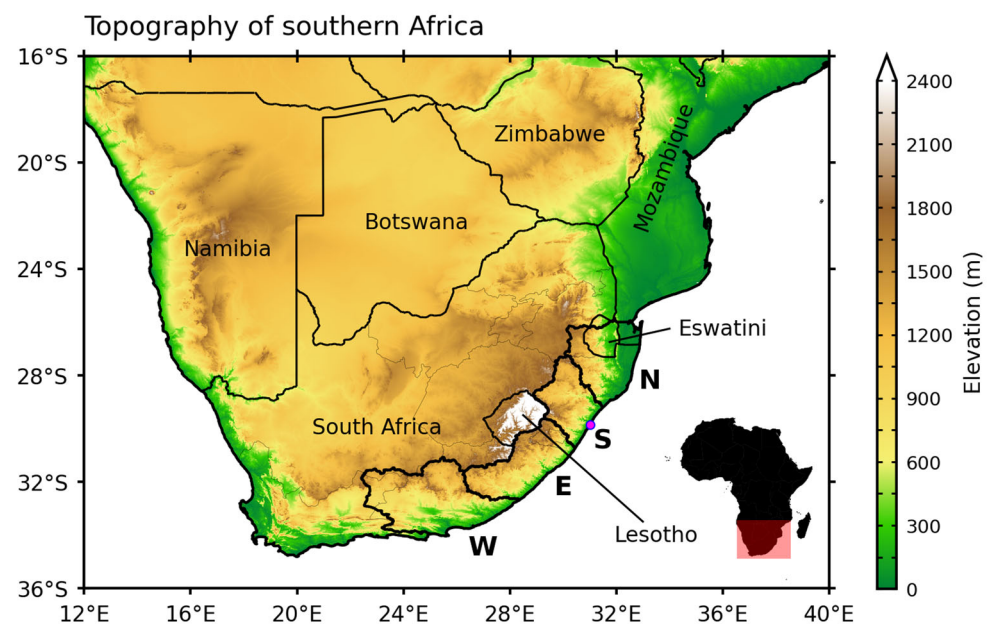 Topography of southern Africa
16°S
20°S
24°S
28°S
32°S
36°S
12°E
16°E
20°E
24°E
28°E
32°E
36°E
40°E
Zimbabwe
Mozambique
Botswana
Namibia
Eswatini
N
South Africa
S
E
Lesotho
W
2400
2100
1800
1500
1200
900
600
300
0
Elevation (m)